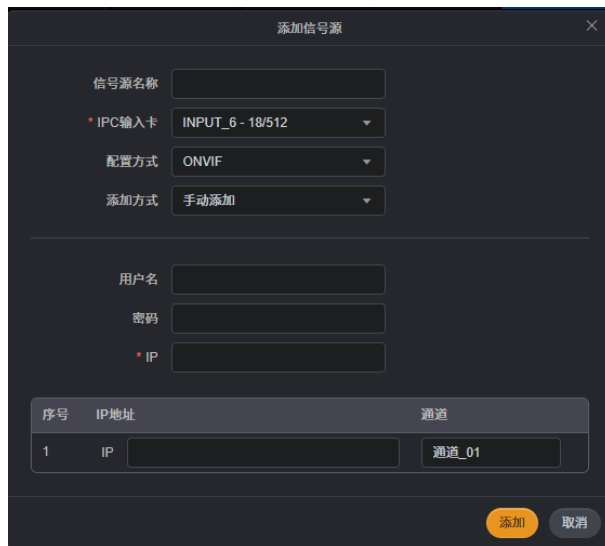 添加信号源
信号源名称
* IPC输入卡 INPUT_6 - 18/512
配置方式 ONVIF
添加方式 手动添加
用户名
密码
* IP
序号 IP地址 通道
1 IP 通道_01
添加 取消